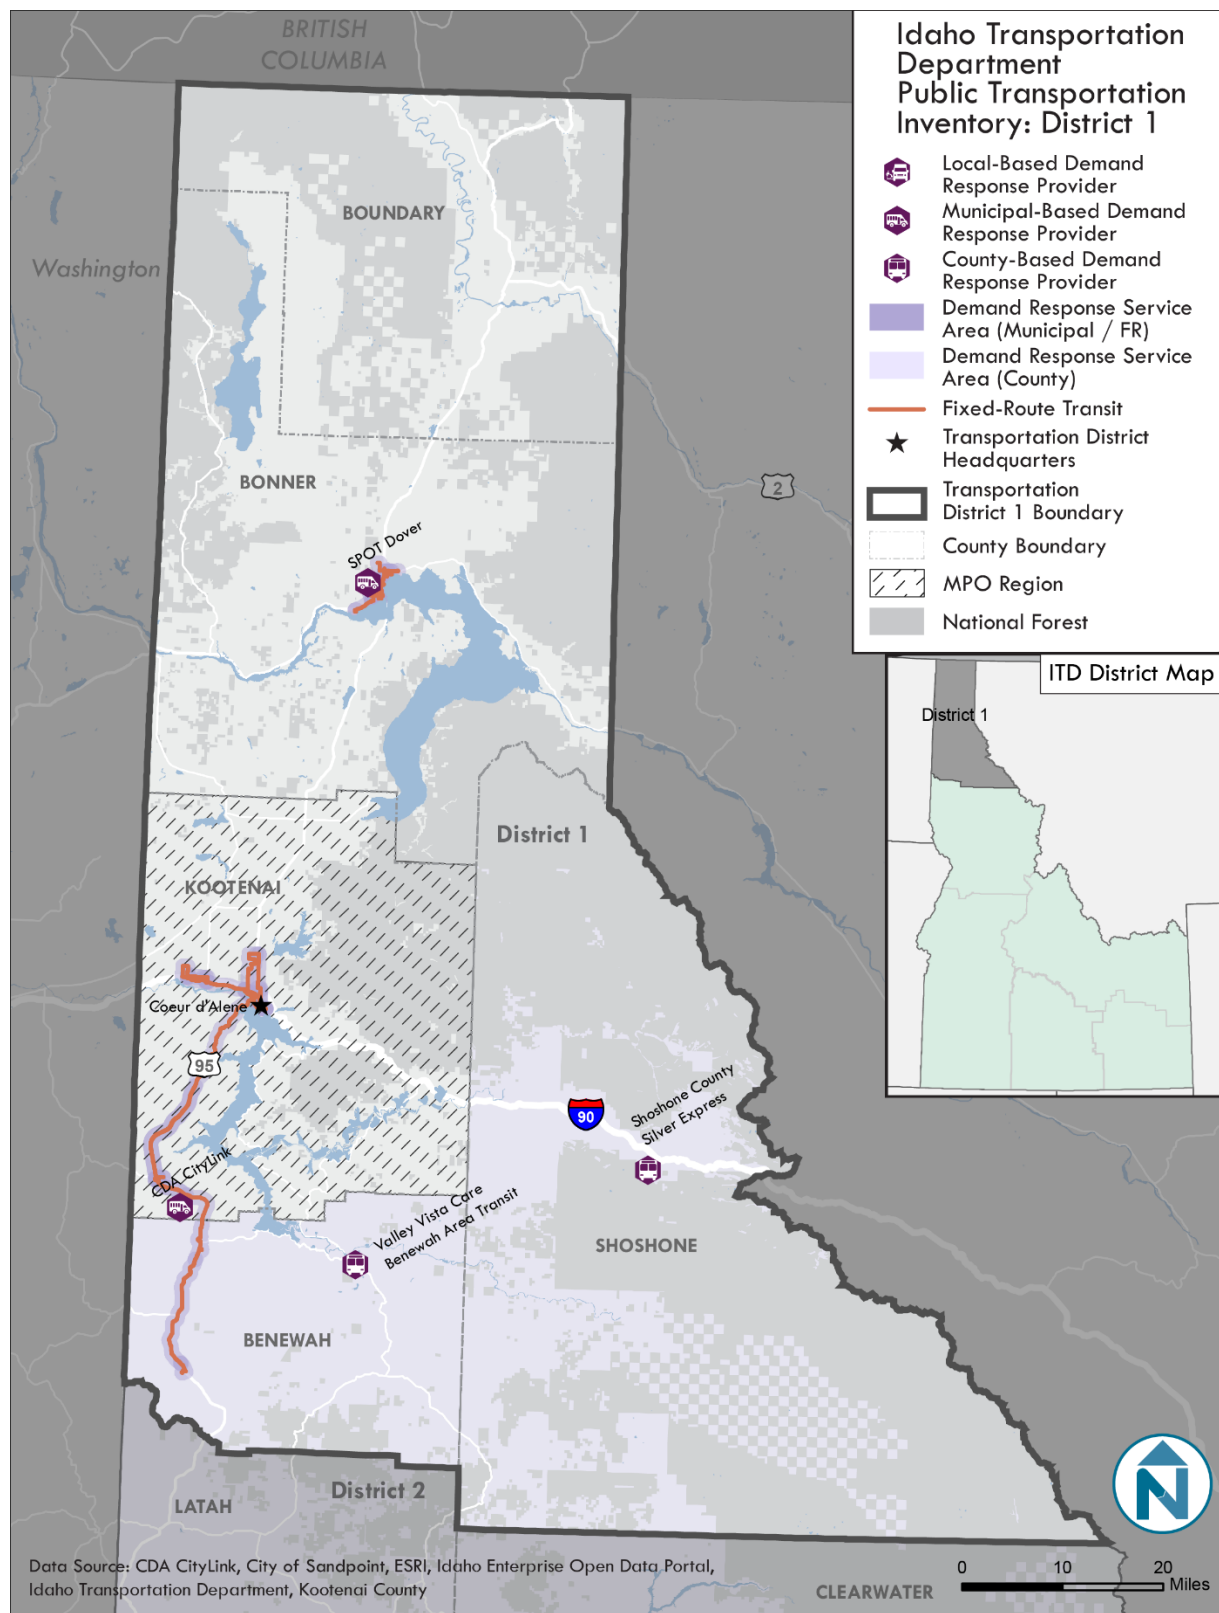 BRITISH
COLUMBIA
Idaho Transportation
Department
Public Transportation
Inventory: District 1
Local-Based Demand
Response Provider
Municipal-Based Demand
Response Provider
County-Based Demand
Response Provider
Demand Response Service
Area (Municipal / FR)
Demand Response Service
Area (County)
Fixed-Route Transit
Transportation District
Headquarters
Transportation
District 1 Boundary
County Boundary
MPO Region
National Forest
ITD District Map
District 1
BOUNDARY
Washington
BONNER
2
SPOT Dover
District 1
KOOTENAI
Coeur d'Alene
95
90
Shoshone County
Silver Express
CDA CityLink
Valley Vista Care
Benewah Area Transit
SHOSHONE
BENEWAH
District 2
LATAH
N
Data Source: CDA CityLink, City of Sandpoint, ESRI, Idaho Enterprise Open Data Portal,
Idaho Transportation Department, Kootenai County
CLEARWATER
0 10 20
Miles